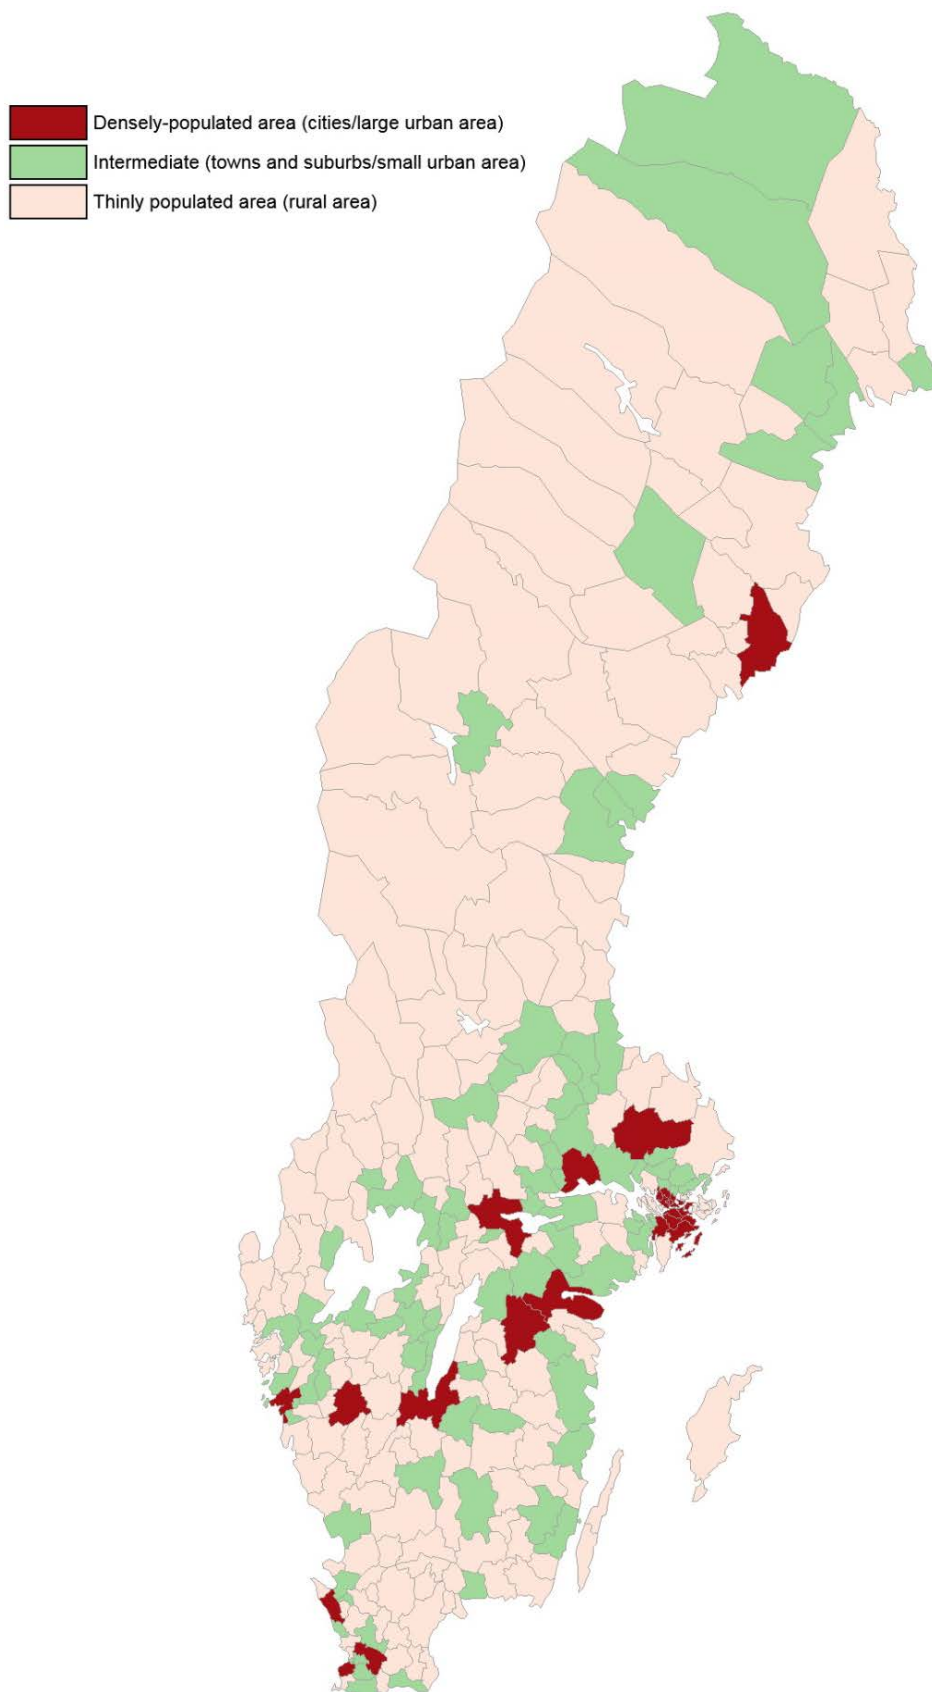 Densely-populated area (cities/large urban area)
Intermediate (towns and suburbs/small urban area)
Thinly populated area (rural area)